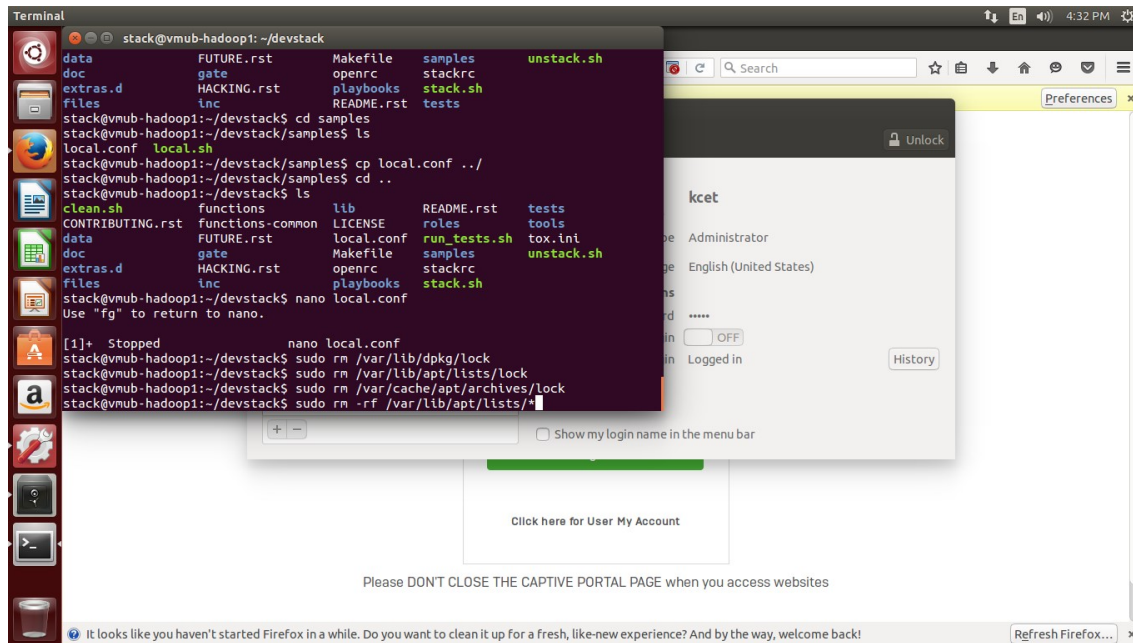 Terminal
En
4:32 PM
stack@vmub-hadoop1: ~/devstack
data FUTURE.rst Makefile samples unstack.sh
doc gate openrc stackrc
extras.d HACKING.rst playbooks stack.sh
files inc README.rst tests
stack@vmub-hadoop1:~/devstack$ cd samples
stack@vmub-hadoop1:~/devstack/samples$ ls
local.conf local.sh
stack@vmub-hadoop1:~/devstack/samples$ cp local.conf ../
stack@vmub-hadoop1:~/devstack/samples$ cd ..
stack@vmub-hadoop1:~/devstack$ ls
clean.sh functions lib README.rst tests
CONTRIBUTING.rst functions-common LICENSE roles tools
data FUTURE.rst local.conf run_tests.sh tox.ini
doc gate Makefile samples unstack.sh
extras.d HACKING.rst openrc stackrc
files inc playbooks stack.sh
stack@vmub-hadoop1:~/devstack$ nano local.conf
Use "fg" to return to nano.
[1]+ Stopped nano local.conf
stack@vmub-hadoop1:~/devstack$ sudo rm /var/lib/dpkg/lock
stack@vmub-hadoop1:~/devstack$ sudo rm /var/lib/apt/lists/lock
stack@vmub-hadoop1:~/devstack$ sudo rm /var/cache/apt/archives/lock
stack@vmub-hadoop1:~/devstack$ sudo rm -rf /var/lib/apt/lists/*
Search
Preferences
Unlock
kcet
pe Administrator
ge English (United States)
ns
rd •••••
in OFF
in Logged in History
+ −
Show my login name in the menu bar
Click here for User My Account
Please DON'T CLOSE THE CAPTIVE PORTAL PAGE when you access websites
It looks like you haven't started Firefox in a while. Do you want to clean it up for a fresh, like-new experience? And by the way, welcome back!
Refresh Firefox...